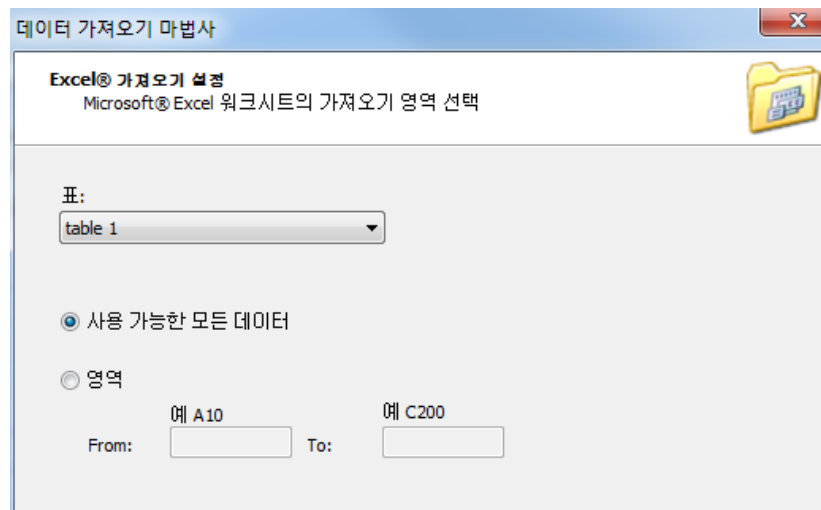 데이터 가져오기 마법사
Excel® 가져오기 설정
Microsoft® Excel 워크시트의 가져오기 영역 선택
표:
table 1
사용 가능한 모든 데이터
영역
예 A10 예 C200
From: To: